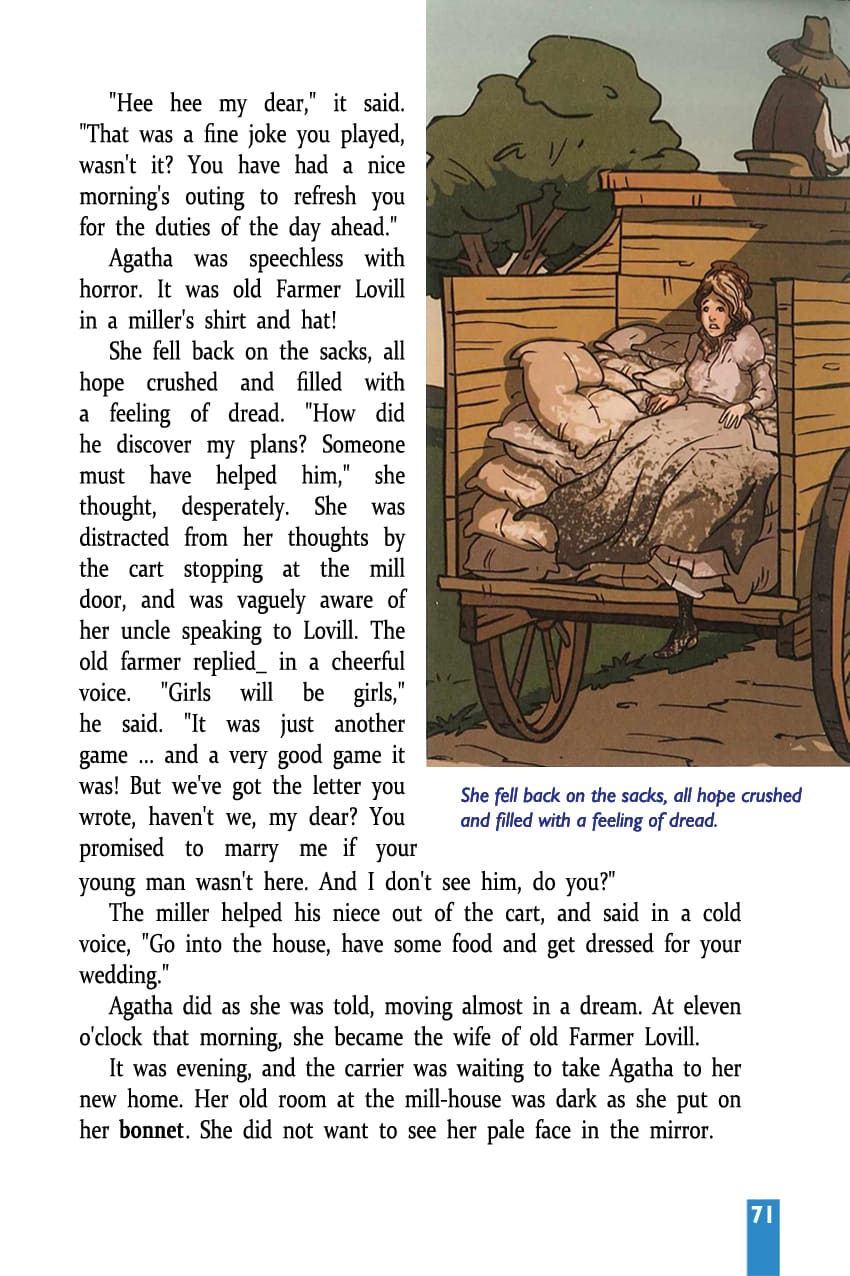 "Hee hee my dear," it said.
"That was a fine joke you played,
wasn't it? You have had a nice
morning's outing to refresh you
for the duties of the day ahead."
Agatha was speechless with
horror. It was old Farmer Lovill
in a miller's shirt and hat!
She fell back on the sacks, all
hope crushed and filled with
a feeling of dread. "How did
he discover my plans? Someone
must have helped him," she
thought, desperately. She was
distracted from her thoughts by
the cart stopping at the mill
door, and was vaguely aware of
her uncle speaking to Lovill. The
old farmer replied_ in a cheerful
voice. "Girls will be girls,"
he said. "It was just another
game ... and a very good game it
was! But we've got the letter you
wrote, haven't we, my dear? You
promised to marry me if your
young man wasn't here. And I don't see him, do you?"
The miller helped his niece out of the cart, and said in a cold
voice, "Go into the house, have some food and get dressed for your
wedding."
Agatha did as she was told, moving almost in a dream. At eleven
o'clock that morning, she became the wife of old Farmer Lovill.
It was evening, and the carrier was waiting to take Agatha to her
new home. Her old room at the mill-house was dark as she put on
her bonnet. She did not want to see her pale face in the mirror.
She fell back on the sacks, all hope crushed
and filled with a feeling of dread.
71